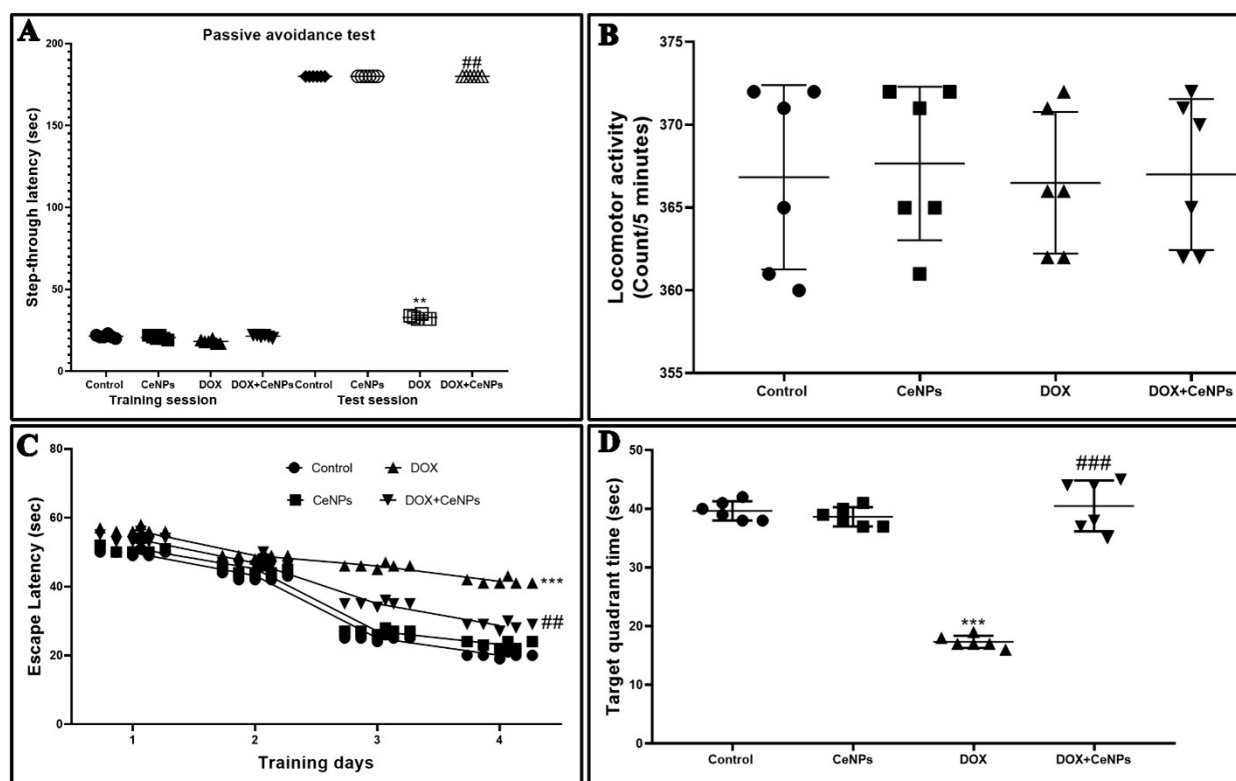 A
Passive avoidance test
Step-through latency (sec)
200
150
100
50
0
##
**
Control CeNPs DOX DOX+CeNPs Control CeNPs DOX DOX+CeNPs
Training session Test session
B
Locomotor activity
(Count/5 minutes)
375
370
365
360
355
Control CeNPs DOX DOX+CeNPs
C
Escape Latency (sec)
80
60
40
20
0
Control DOX
CeNPs DOX+CeNPs
***
##
1 2 3 4
Training days
D
Target quadrant time (sec)
50
40
30
20
10
0
###
***
Control CeNPs DOX DOX+CeNPs